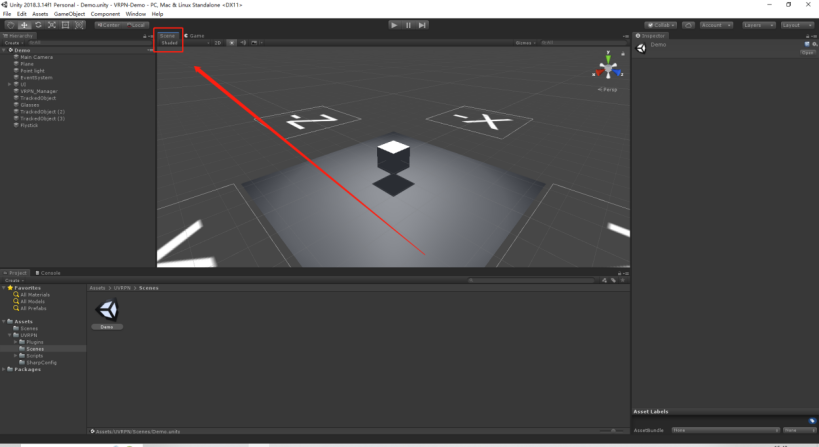 Unity 2018.3.14f1 Personal - Demo.unity - VRPN-Demo - PC, Mac & Linux Standalone <DX11>
File Edit Assets GameObject Component Window Help
Center Local Collab Account Layers Layout
Hierarchy
Create
Demo
Main Camera
Plane
Point light
EventSystem
UI
VRPN_Manager
TrackedObject
Glasses
TrackedObject (2)
TrackedObject (3)
Flystick
Scene Game
Shaded 2D Gizmos
y
x z
Persp
Z -X
Inspector
Demo
Open
Project Console
Create
Favorites
All Materials
All Models
All Prefabs
Assets
Scenes
UVRPN
Plugins
Scenes
Scripts
SharpConfig
Packages
Assets › UVRPN › Scenes
Demo
Assets/UVRPN/Scenes/Demo.unity
Asset Labels
AssetBundle None None